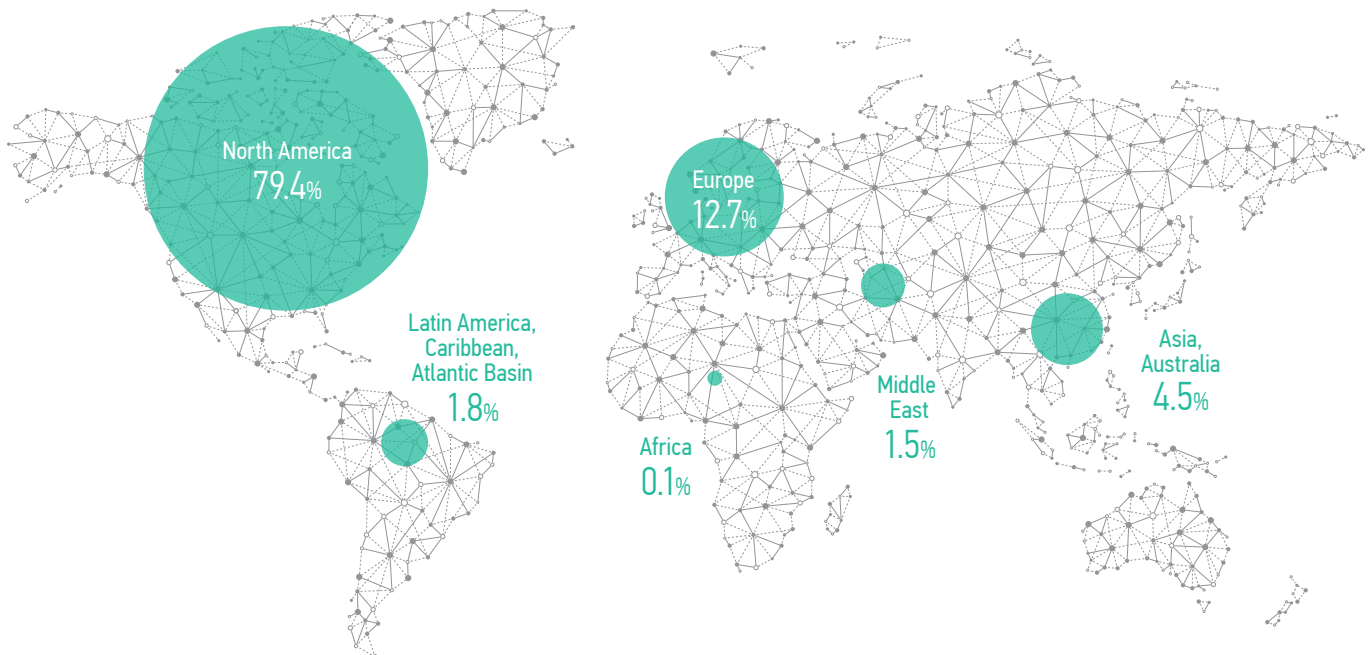 North America
79.4%
Europe
12.7%
Latin America,
Caribbean,
Atlantic Basin
1.8%
Africa
0.1%
Middle
East
1.5%
Asia,
Australia
4.5%